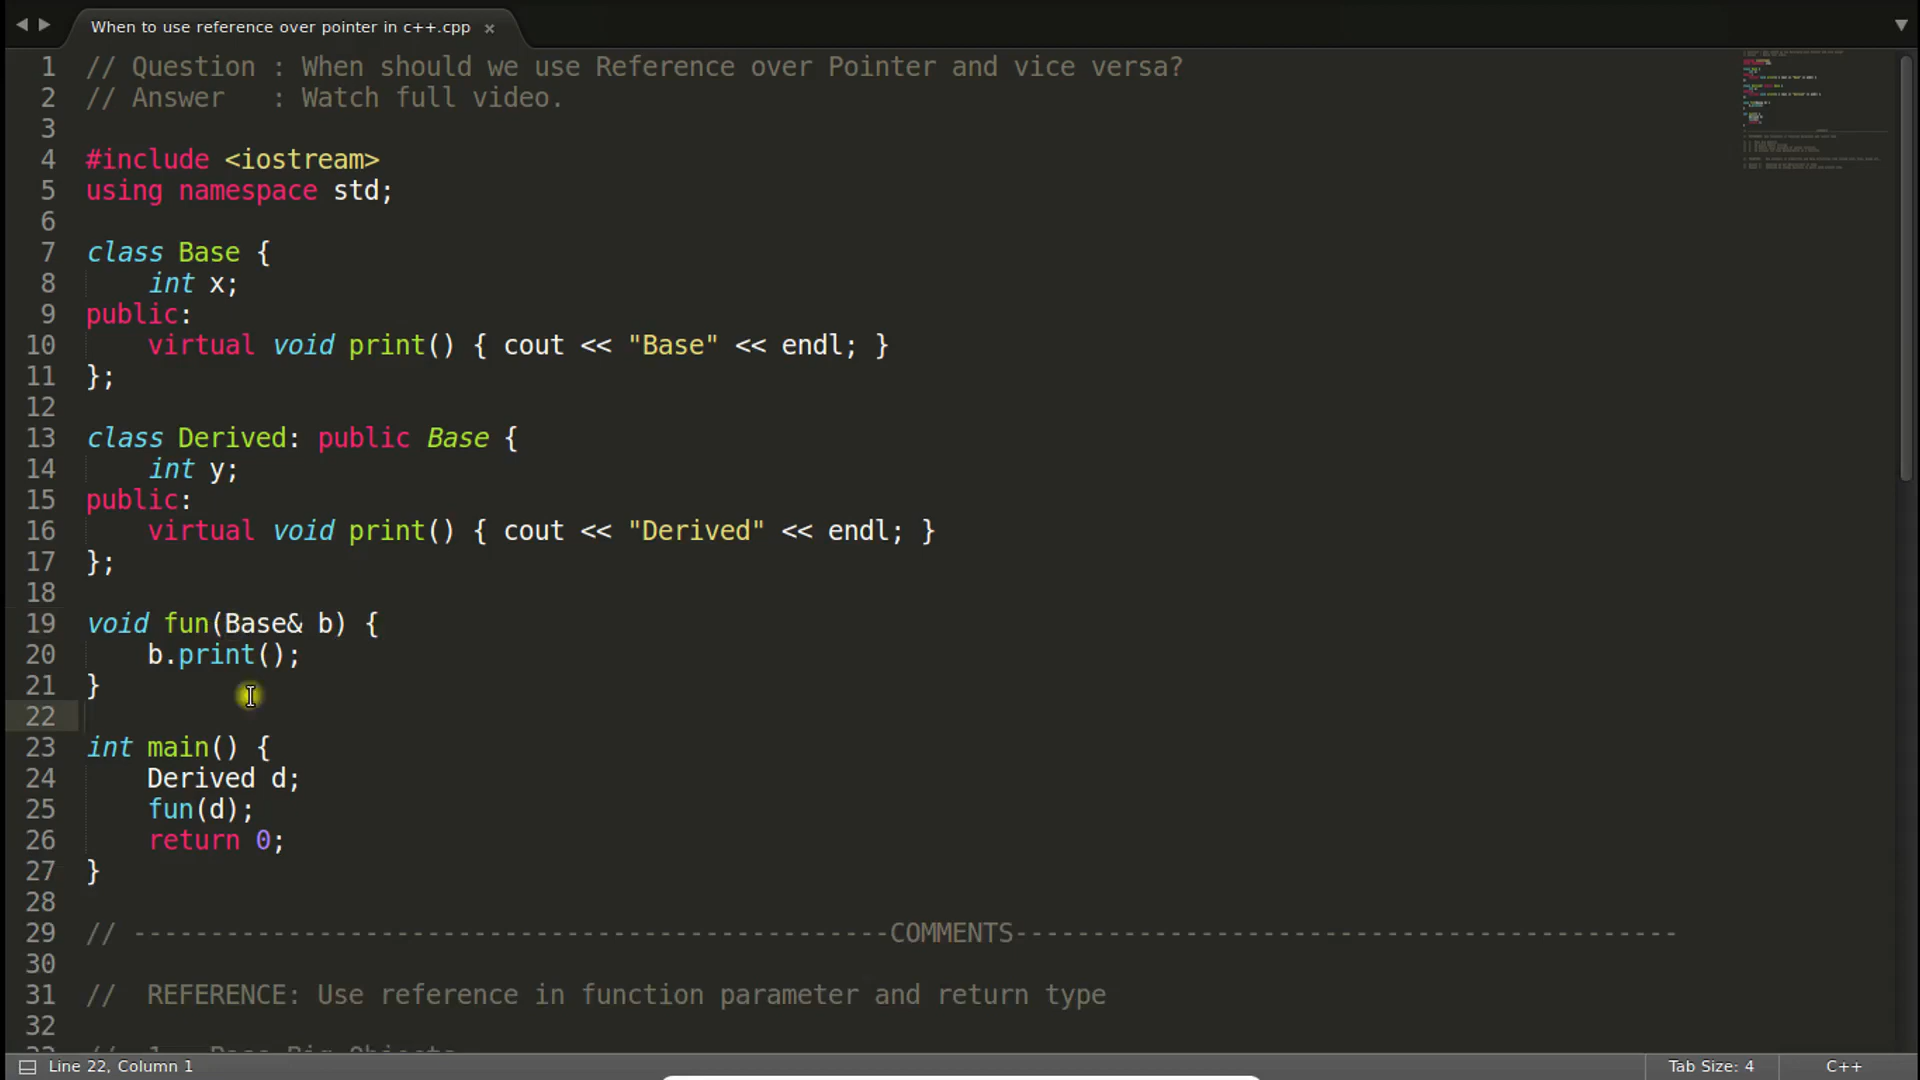 When to use reference over pointer in c++.cpp ×
1 // Question : When should we use Reference over Pointer and vice versa?
2 // Answer   : Watch full video.
3
4 #include <iostream>
5 using namespace std;
6
7 class Base {
8     int x;
9 public:
10     virtual void print() { cout << "Base" << endl; }
11 };
12
13 class Derived: public Base {
14     int y;
15 public:
16     virtual void print() { cout << "Derived" << endl; }
17 };
18
19 void fun(Base& b) {
20     b.print();
21 }
22
23 int main() {
24     Derived d;
25     fun(d);
26     return 0;
27 }
28
29 // -------------------------------------------------COMMENTS-------------------------------------------
30
31 //  REFERENCE: Use reference in function parameter and return type
32
33 //  1. Pass Big Objects
Line 22, Column 1
Tab Size: 4
C++